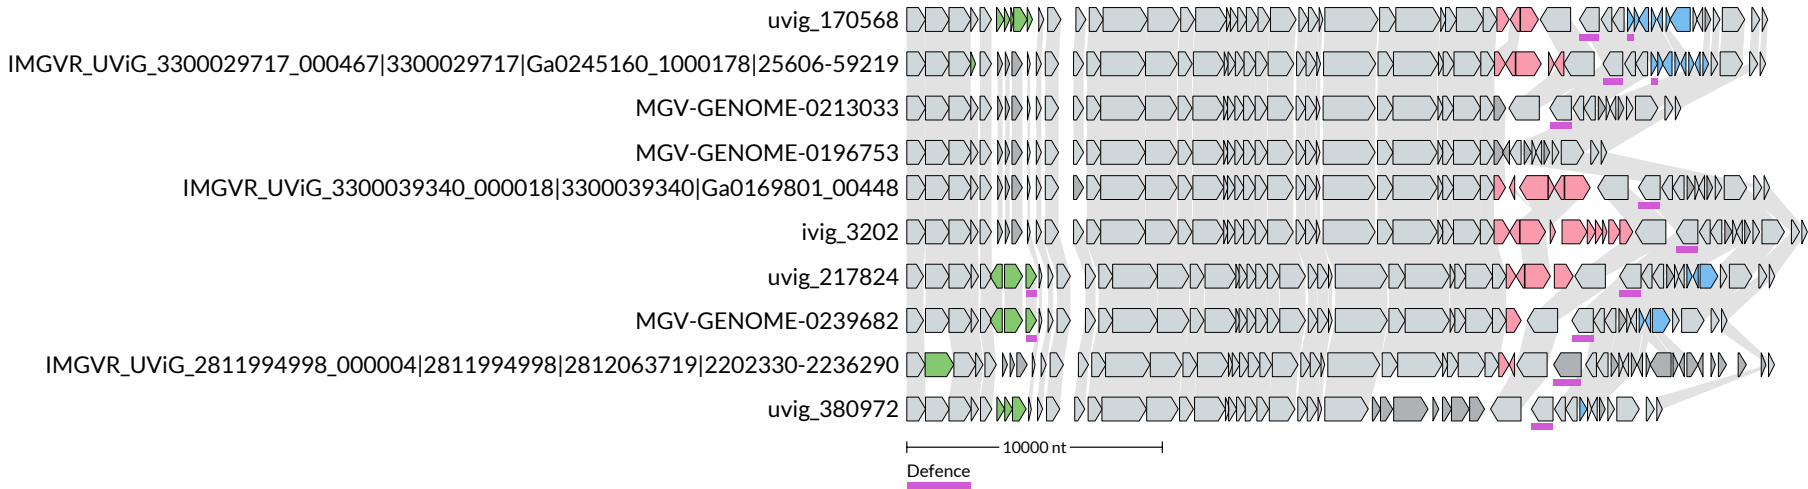 uvig_170568
IMGVR_UViG_3300029717_000467|3300029717|Ga0245160_1000178|25606-59219
MGV-GENOME-0213033
MGV-GENOME-0196753
IMGVR_UViG_3300039340_000018|3300039340|Ga0169801_00448
ivig_3202
uvig_217824
MGV-GENOME-0239682
IMGVR_UViG_2811994998_000004|2811994998|2812063719|2202330-2236290
uvig_380972
10000 nt
Defence